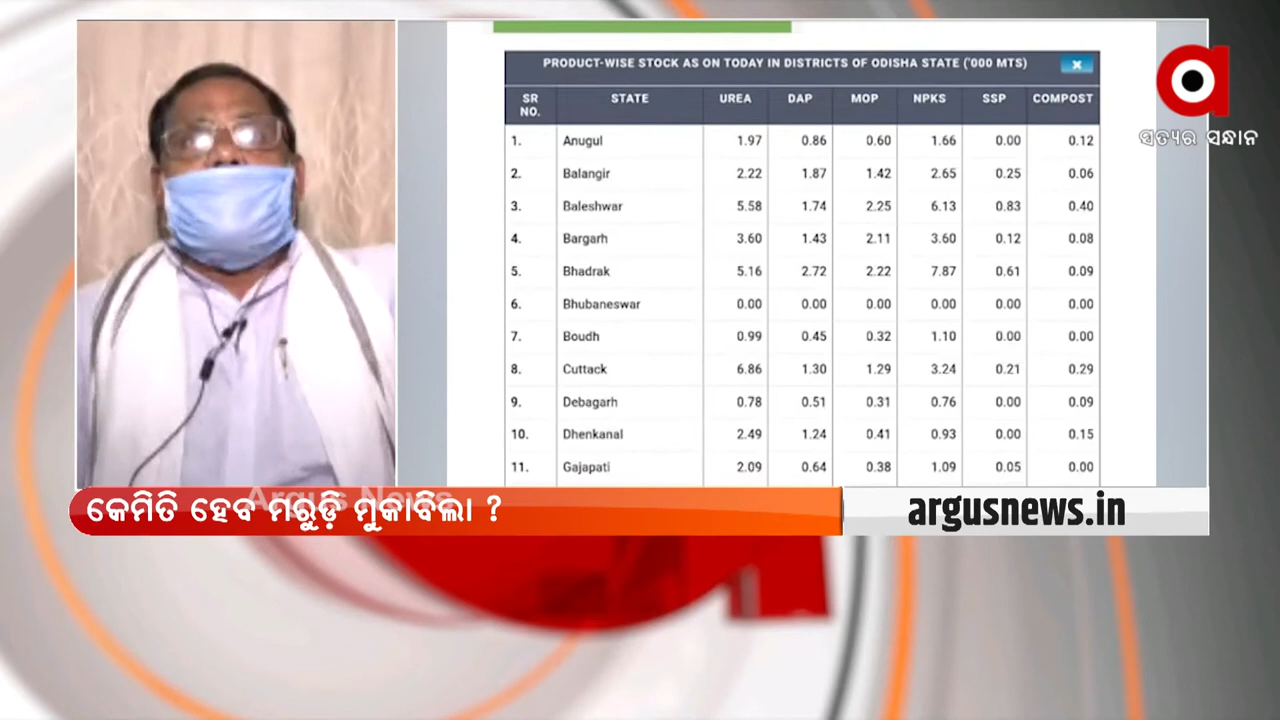 PRODUCT-WISE STOCK AS ON TODAY IN DISTRICTS OF ODISHA STATE ('000 MTS)
SR NO. STATE UREA DAP MOP NPKS SSP COMPOST
1. Anugul 1.97 0.86 0.60 1.66 0.00 0.12
2. Balangir 2.22 1.87 1.42 2.65 0.25 0.06
3. Baleshwar 5.58 1.74 2.25 6.13 0.83 0.40
4. Bargarh 3.60 1.43 2.11 3.60 0.12 0.08
5. Bhadrak 5.16 2.72 2.22 7.87 0.61 0.09
6. Bhubaneswar 0.00 0.00 0.00 0.00 0.00 0.00
7. Boudh 0.99 0.45 0.32 1.10 0.00 0.00
8. Cuttack 6.86 1.30 1.29 3.24 0.21 0.29
9. Debagarh 0.78 0.51 0.31 0.76 0.00 0.09
10. Dhenkanal 2.49 1.24 0.41 0.93 0.00 0.15
11. Gajapati 2.09 0.64 0.38 1.09 0.05 0.00
ସତ୍ୟର ସନ୍ଧାନ
Argus News
କେମିତି ହେବ ମରୁଡ଼ି ମୁକାବିଲା ?
argusnews.in